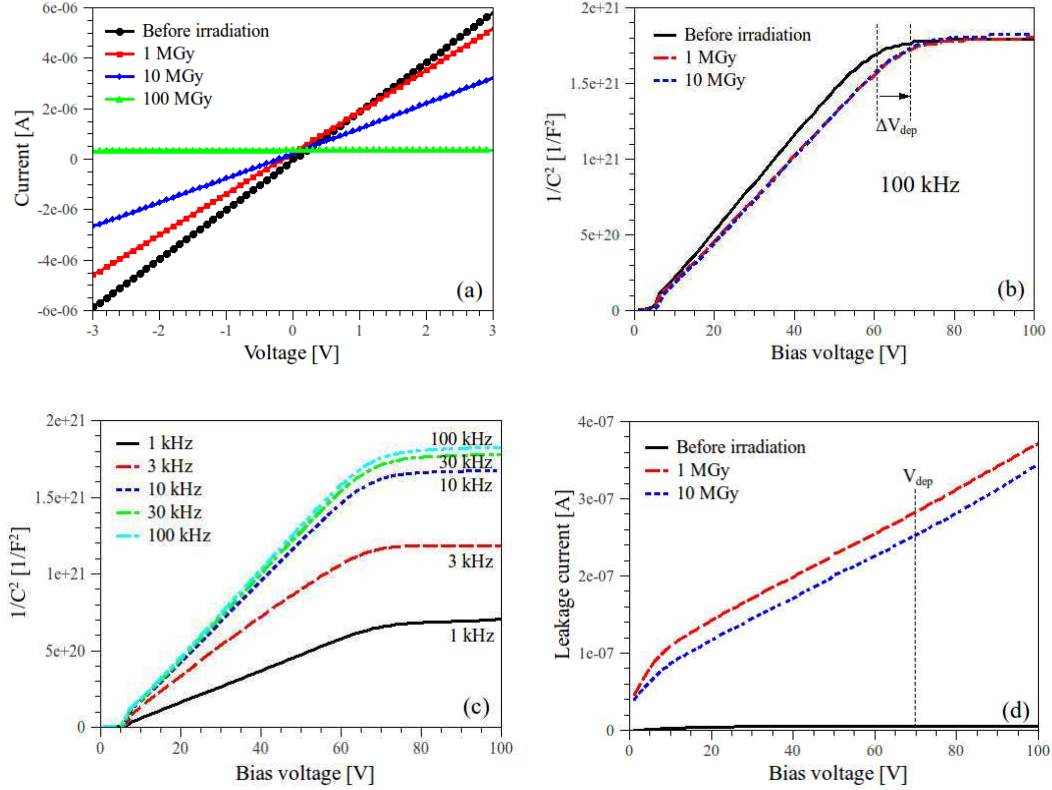 6e-06
4e-06
2e-06
0
-2e-06
-4e-06
-6e-06
Current [A]
Before irradiation
1 MGy
10 MGy
100 MGy
(a)
-3 -2 -1 0 1 2 3
Voltage [V]
2e+21
1.5e+21
1e+21
5e+20
0
1/C² [1/F²]
Before irradiation
1 MGy
10 MGy
ΔVdep
100 kHz
(b)
0 20 40 60 80 100
Bias voltage [V]
2e+21
1.5e+21
1e+21
5e+20
0
1/C² [1/F²]
1 kHz
3 kHz
10 kHz
30 kHz
100 kHz
100 kHz
30 kHz
10 kHz
3 kHz
1 kHz
(c)
0 20 40 60 80 100
Bias voltage [V]
4e-07
3e-07
2e-07
1e-07
0
Leakage current [A]
Before irradiation
1 MGy
10 MGy
Vdep
(d)
0 20 40 60 80 100
Bias voltage [V]